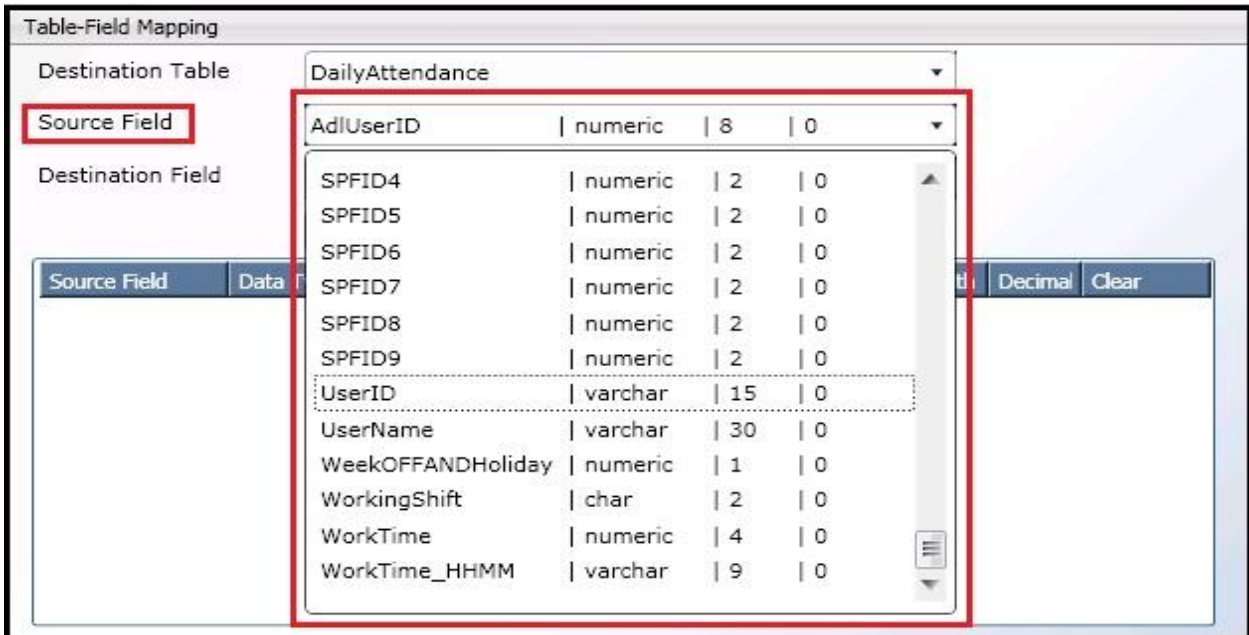 Table-Field Mapping
Destination Table DailyAttendance
Source Field AdlUserID | numeric | 8 | 0
Destination Field
SPFID4 | numeric | 2 | 0
SPFID5 | numeric | 2 | 0
SPFID6 | numeric | 2 | 0
Source Field Data Decimal Clear
SPFID7 | numeric | 2 | 0
SPFID8 | numeric | 2 | 0
SPFID9 | numeric | 2 | 0
UserID | varchar | 15 | 0
UserName | varchar | 30 | 0
WeekOFFANDHoliday | numeric | 1 | 0
WorkingShift | char | 2 | 0
WorkTime | numeric | 4 | 0
WorkTime_HHMM | varchar | 9 | 0